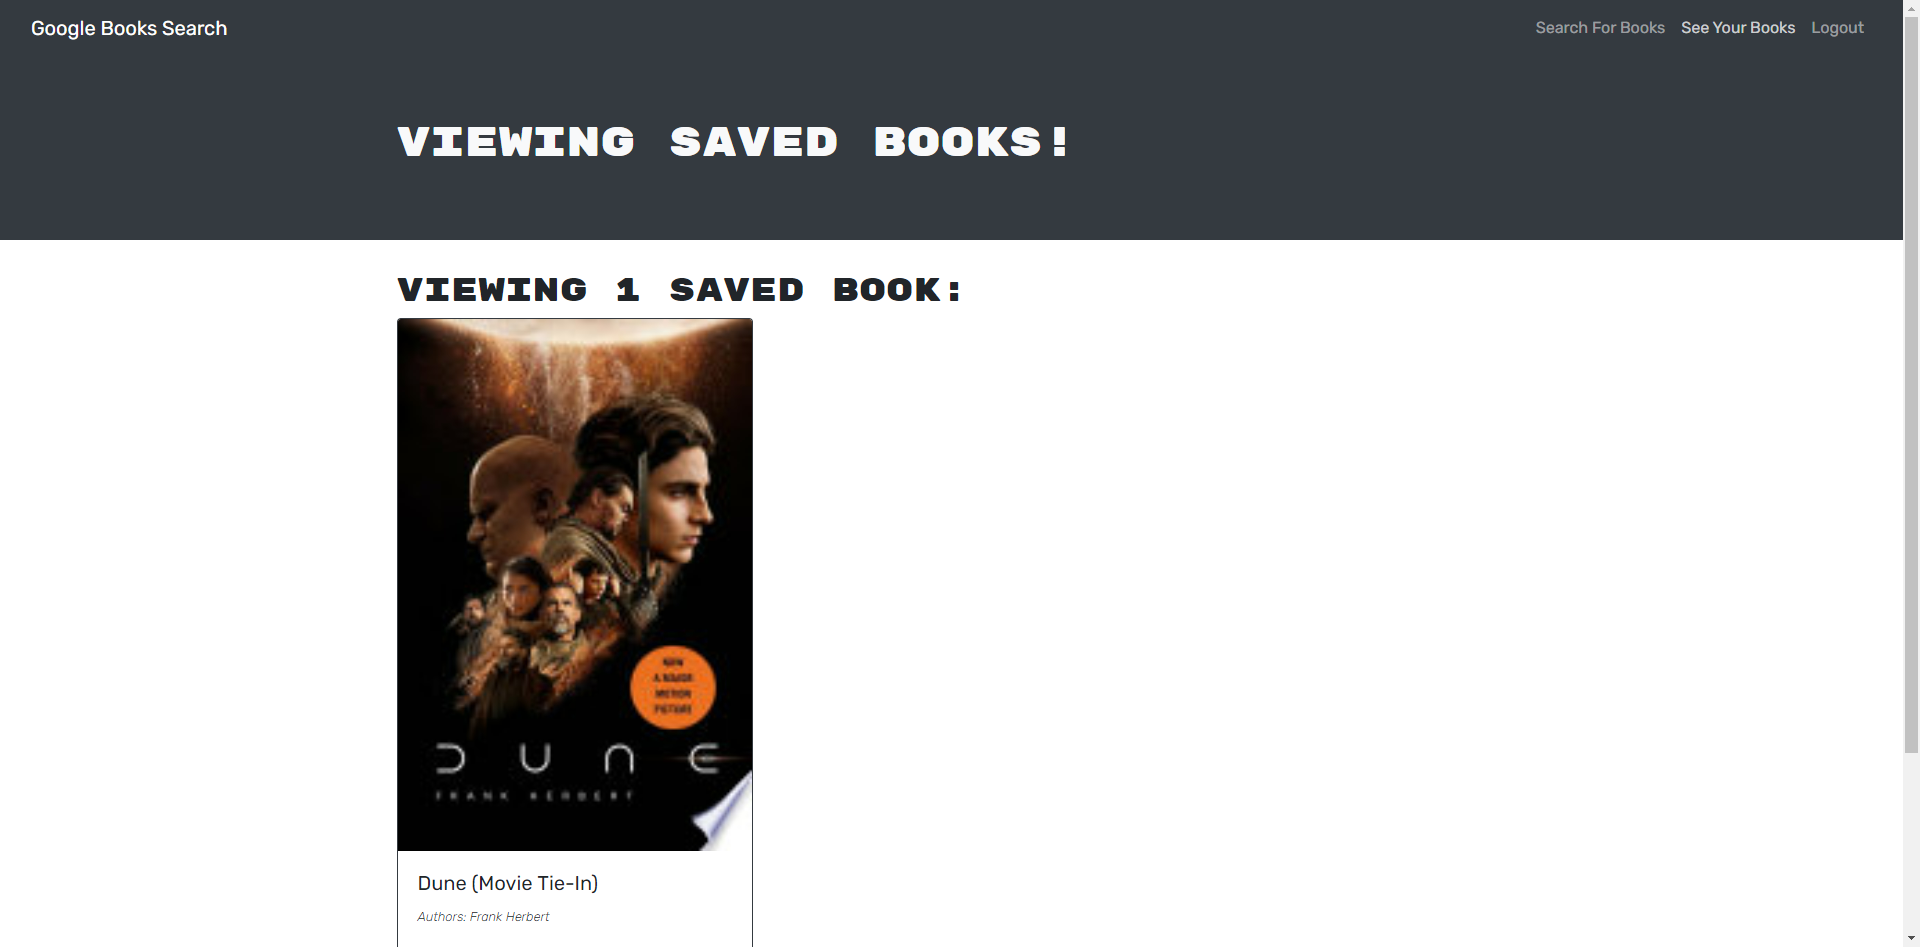 Google Books Search
Search For Books See Your Books Logout
VIEWING SAVED BOOKS!
VIEWING 1 SAVED BOOK:
NOW
A MAJOR
MOTION
PICTURE
DUNE
FRANK HERBERT
Dune (Movie Tie-In)
Authors: Frank Herbert